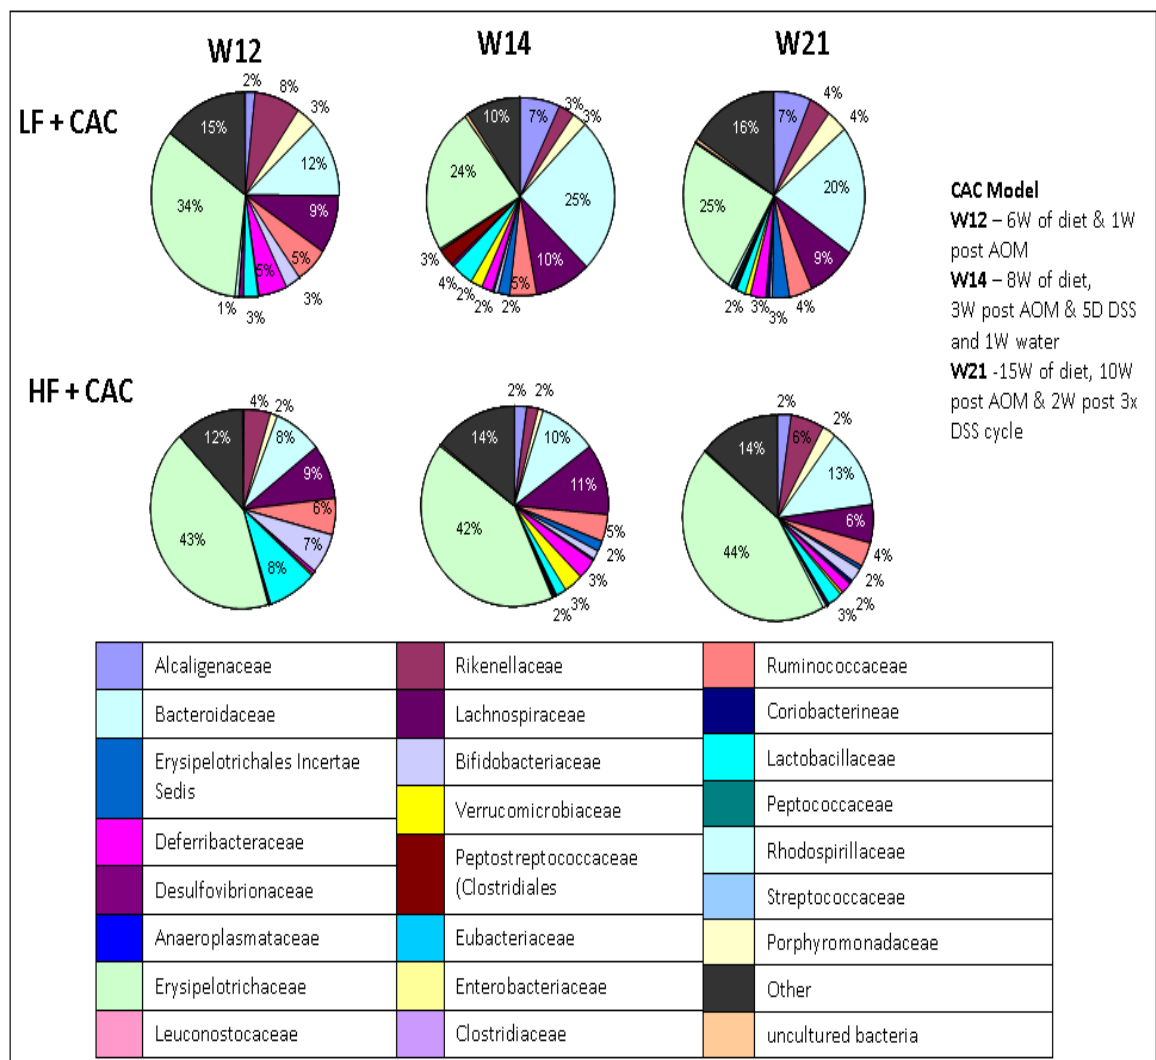 W12
W14
W21
LF + CAC
2%
8%
3%
12%
9%
5%
3%
5%
3%
1%
34%
15%
7%
3%
3%
25%
10%
5%
2%
2%
2%
4%
3%
24%
10%
7%
4%
4%
20%
9%
4%
3%
3%
2%
25%
16%
CAC Model
W12 – 6W of diet & 1W
post AOM
W14 – 8W of diet,
3W post AOM & 5D DSS
and 1W water
W21 -15W of diet, 10W
post AOM & 2W post 3x
DSS cycle
HF + CAC
4%
2%
8%
9%
6%
7%
8%
43%
12%
2%
2%
10%
11%
5%
2%
3%
3%
2%
42%
14%
2%
6%
2%
13%
6%
4%
2%
2%
3%
44%
14%
Alcaligenaceae
Bacteroidaceae
Erysipelotrichales Incertae
Sedis
Deferribacteraceae
Desulfovibrionaceae
Anaeroplasmataceae
Erysipelotrichaceae
Leuconostocaceae
Rikenellaceae
Lachnospiraceae
Bifidobacteriaceae
Verrucomicrobiaceae
Peptostreptococcaceae
(Clostridiales
Eubacteriaceae
Enterobacteriaceae
Clostridiaceae
Ruminococcaceae
Coriobacterineae
Lactobacillaceae
Peptococcaceae
Rhodospirillaceae
Streptococcaceae
Porphyromonadaceae
Other
uncultured bacteria